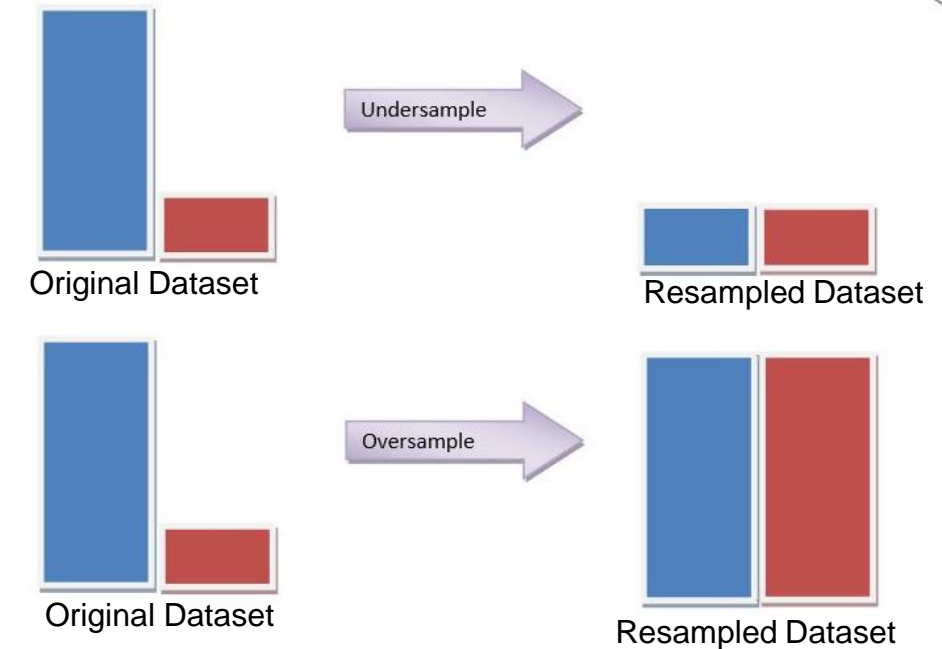 Undersample
Original Dataset
Resampled Dataset
Oversample
Original Dataset
Resampled Dataset